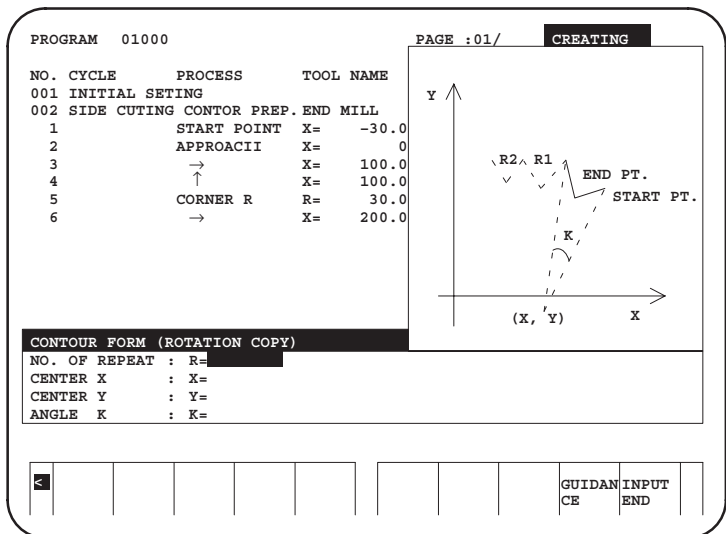 PROGRAM 01000 PAGE :01/ CREATING
NO. CYCLE PROCESS TOOL NAME
001 INITIAL SETING
002 SIDE CUTING CONTOR PREP. END MILL
1 START POINT X= -30.0
2 APPROACII X= 0
3 → X= 100.0
4 ↑ X= 100.0
5 CORNER R R= 30.0
6 → X= 200.0
Y
R2 R1
END PT.
START PT.
K
(X, Y) X
CONTOUR FORM (ROTATION COPY)
NO. OF REPEAT : R=
CENTER X : X=
CENTER Y : Y=
ANGLE K : K=
< GUIDAN INPUT
CE END